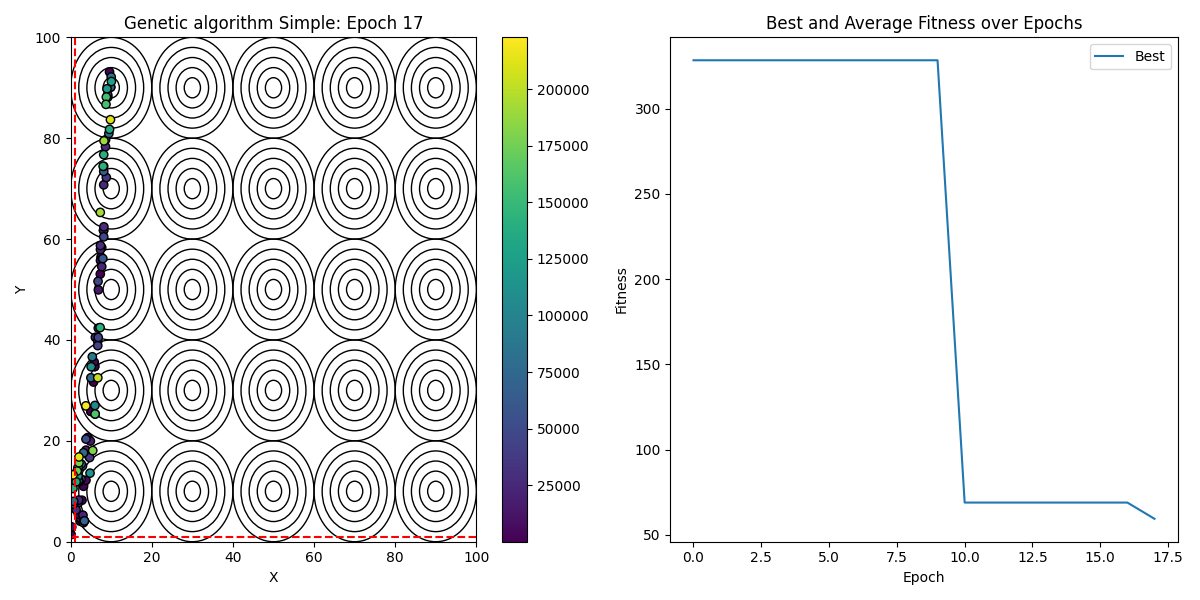 Genetic algorithm Simple: Epoch 17
100
80
60
40
20
0
Y
0 20 40 60 80 100
X
200000
175000
150000
125000
100000
75000
50000
25000
Best and Average Fitness over Epochs
Best
300
250
200
150
100
50
Fitness
0.0 2.5 5.0 7.5 10.0 12.5 15.0 17.5
Epoch